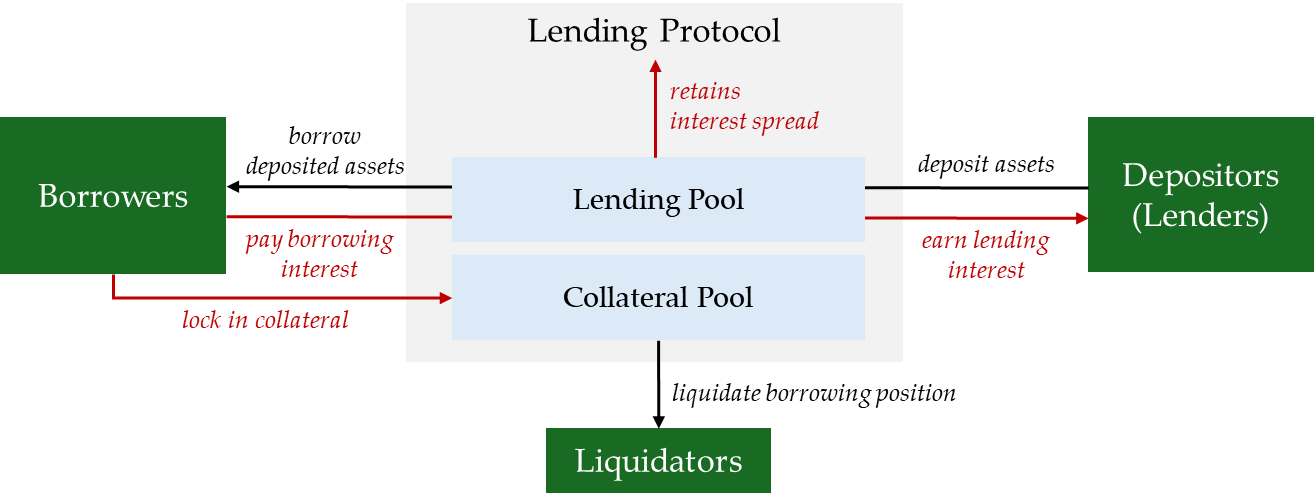 Lending Protocol
retains
interest spread
borrow
deposited assets
deposit assets
Borrowers
Lending Pool
Depositors
(Lenders)
pay borrowing
interest
earn lending
interest
Collateral Pool
lock in collateral
liquidate borrowing position
Liquidators